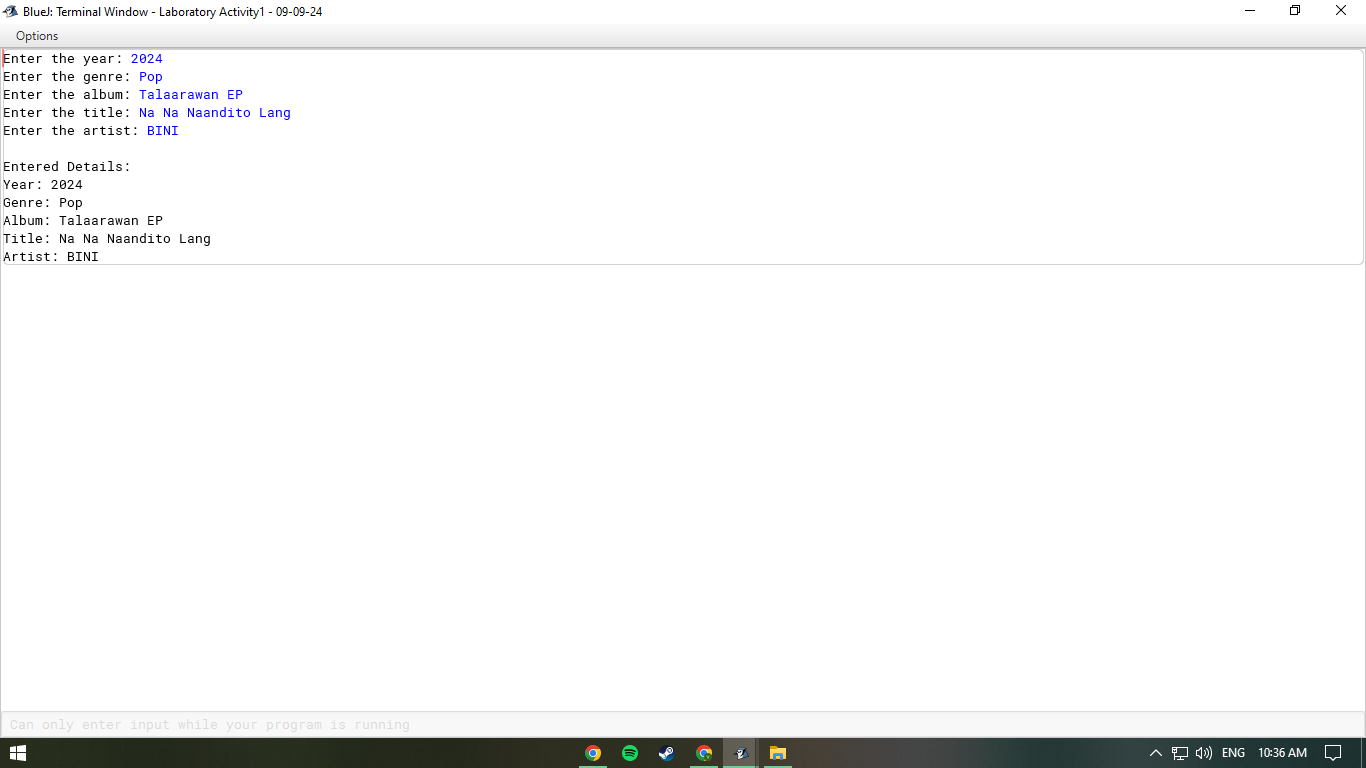 BlueJ: Terminal Window - Laboratory Activity1 - 09-09-24
Options
Enter the year: 2024
Enter the genre: Pop
Enter the album: Talaarawan EP
Enter the title: Na Na Naandito Lang
Enter the artist: BINI
Entered Details:
Year: 2024
Genre: Pop
Album: Talaarawan EP
Title: Na Na Naandito Lang
Artist: BINI
Can only enter input while your program is running
ENG 10:36 AM